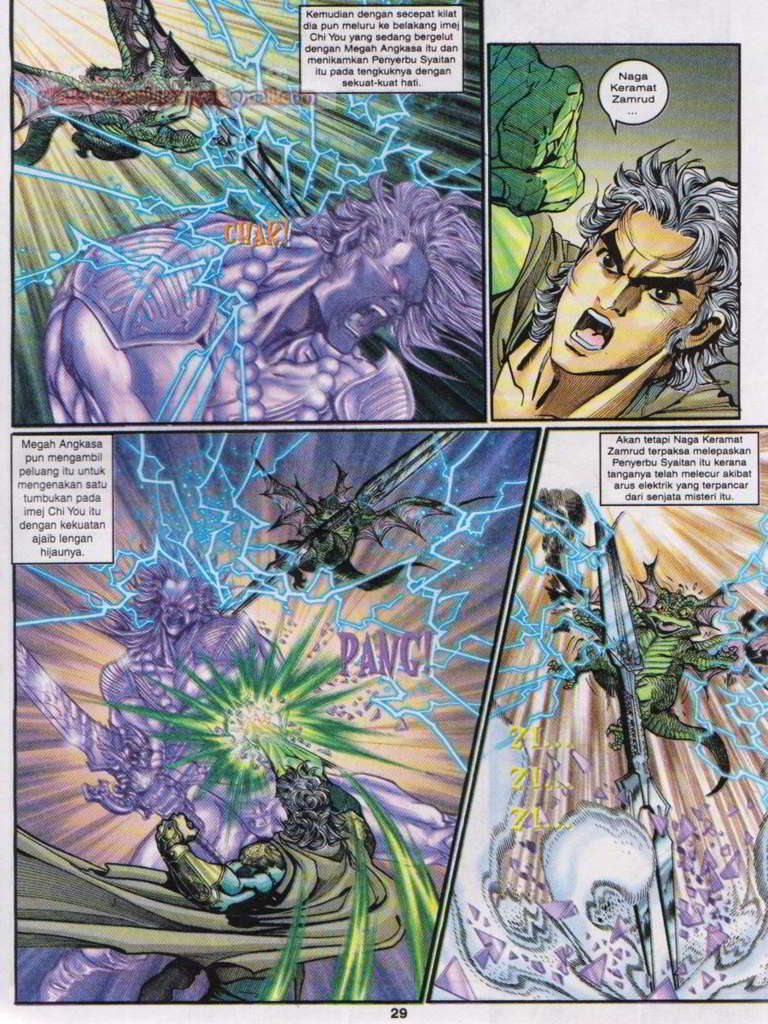 Kemudian dengan secepat kilat
dia pun meluru ke belakang imej
Chi You yang sedang bergelut
dengan Megah Angkasa itu dan
menikamkan Penyerbu Syaitan
itu pada tengkuknya dengan
sekuat-kuat hati.
CHAK!
Naga
Keramat
Zamrud
...
Megah Angkasa
pun mengambil
peluang itu untuk
mengenakan satu
tumbukan pada
imej Chi You itu
dengan kekuatan
ajaib lengan
hijaunya.
PANG!
Akan tetapi Naga Keramat
Zamrud terpaksa melepaskan
Penyerbu Syaitan itu kerana
tangannya telah melecur akibat
arus elektrik yang terpancar
dari senjata misteri itu.
ZI...
ZI...
ZI...
29